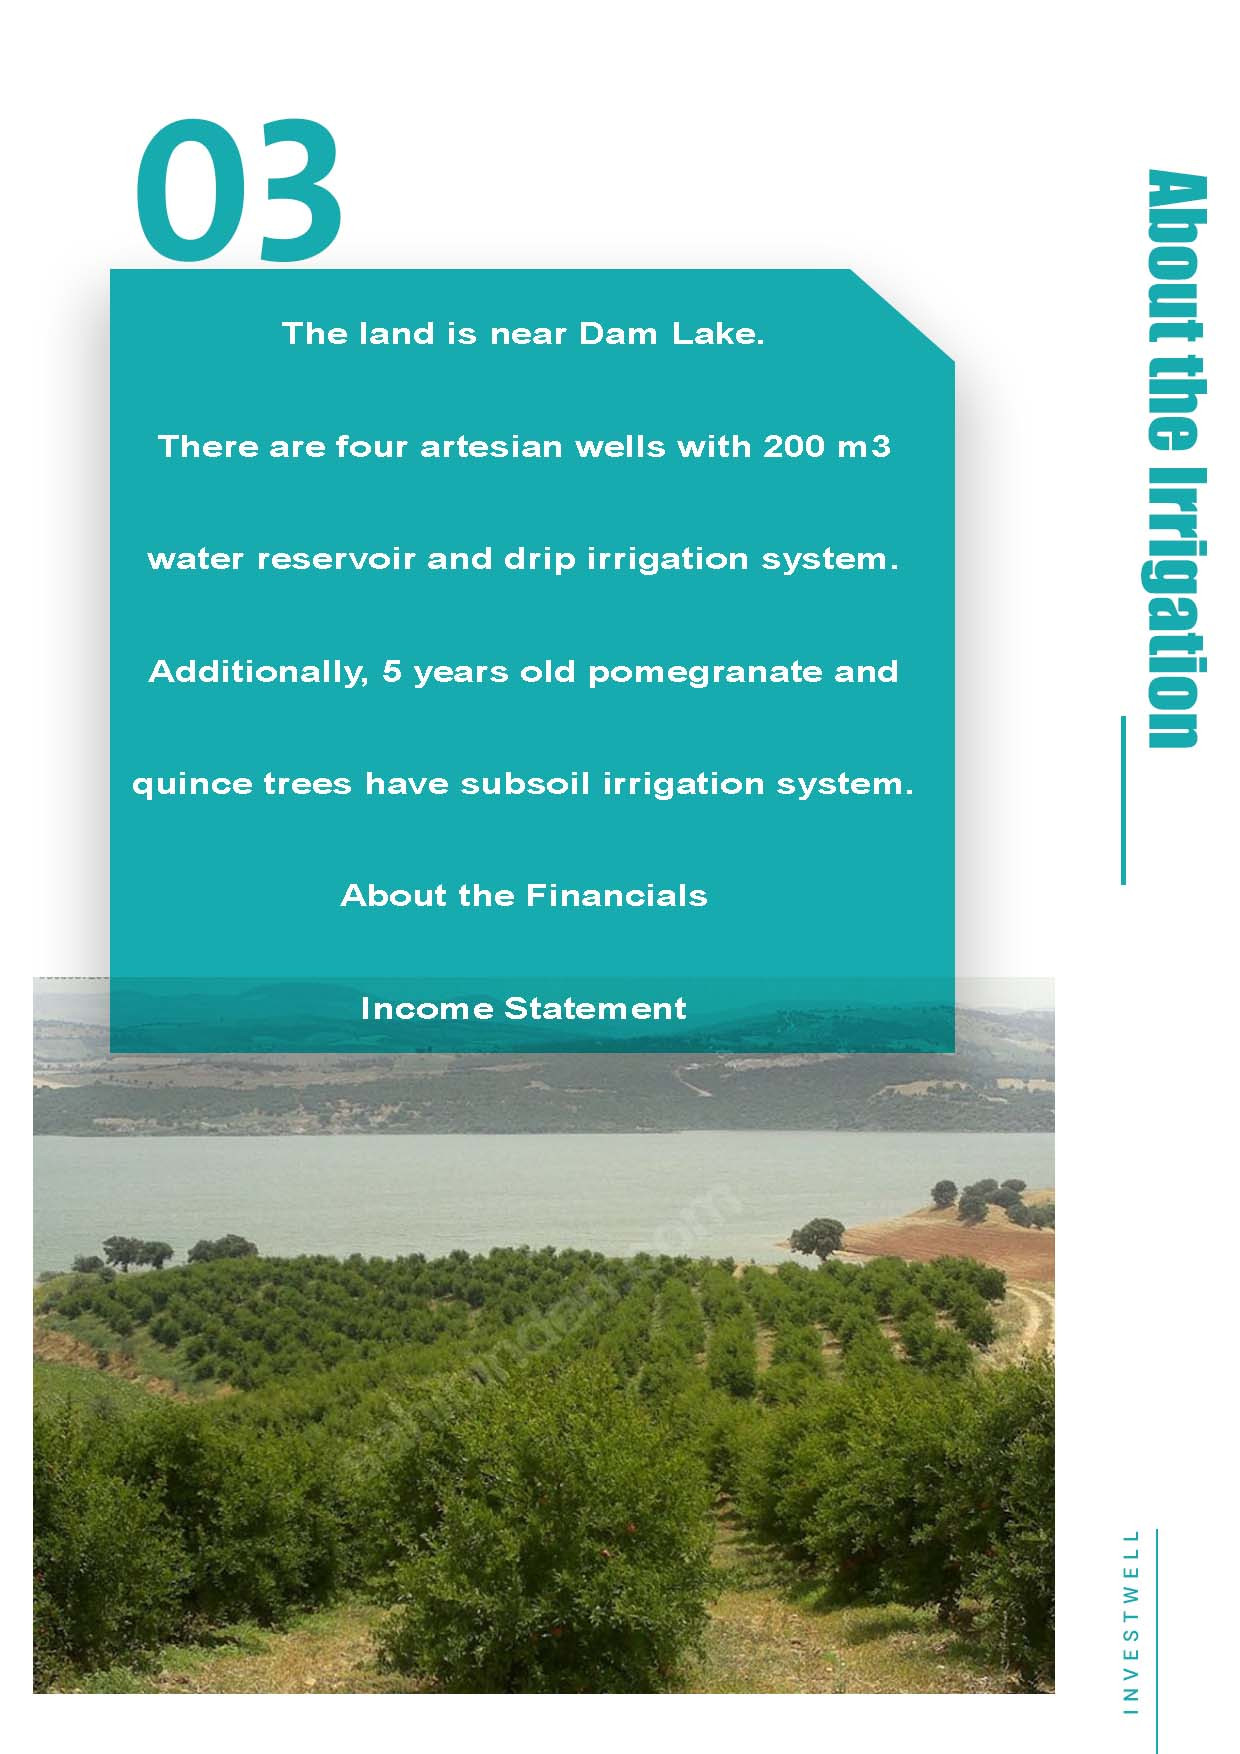 03
About the Irrigation
The land is near Dam Lake.
There are four artesian wells with 200 m3
water reservoir and drip irrigation system.
Additionally, 5 years old pomegranate and
quince trees have subsoil irrigation system.
About the Financials
Income Statement
sahibinden.com
INVESTWELL